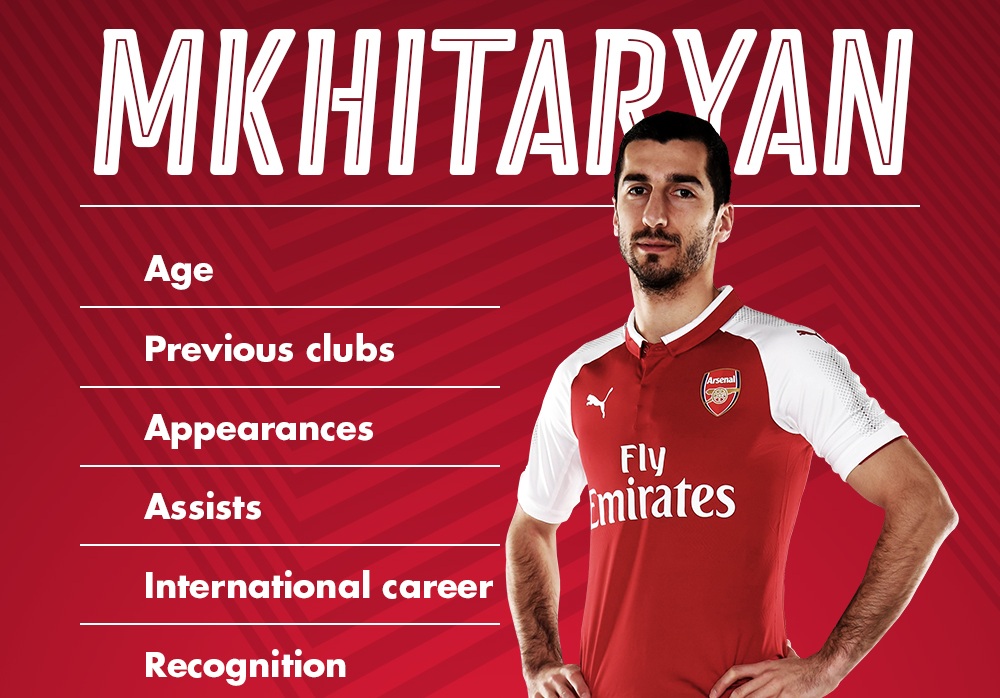 MKHITARYAN
Age
Previous clubs
Appearances
Assists
International career
Recognition
Arsenal
Fly
Emirates